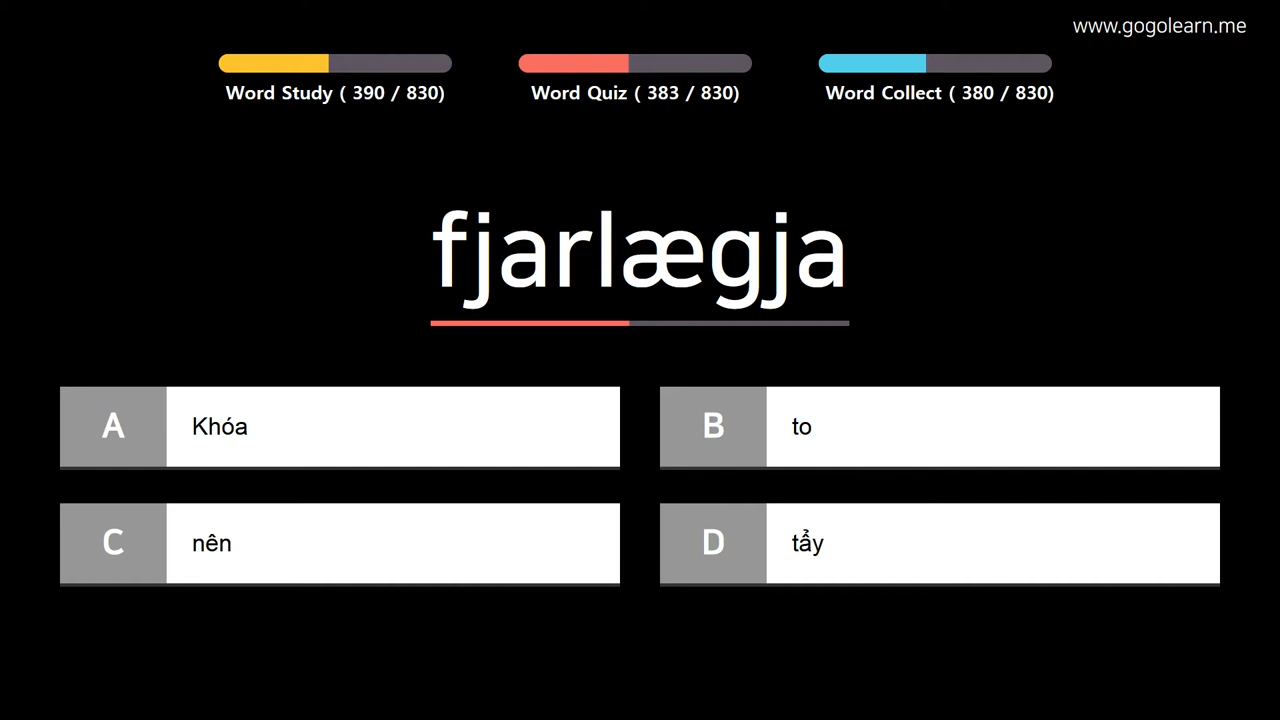 www.gogolearn.me
Word Study ( 390 / 830)
Word Quiz ( 383 / 830)
Word Collect ( 380 / 830)
fjarlægja
A Khóa
B to
C nên
D tẩy